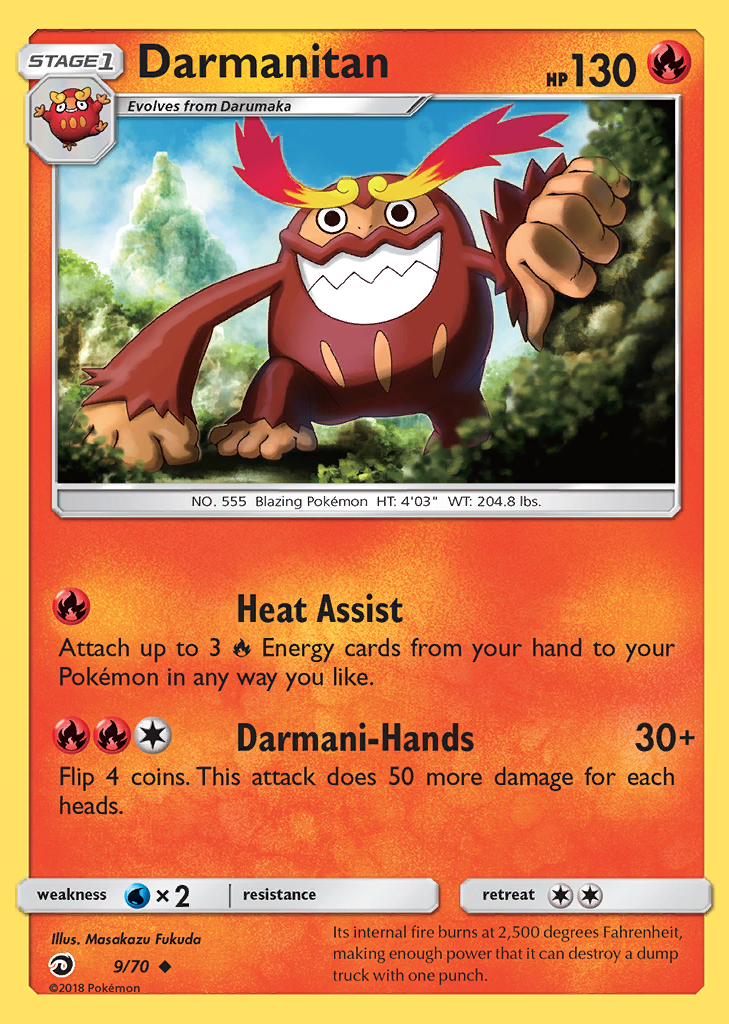 STAGE1 Darmanitan HP 130
Evolves from Darumaka
NO. 555 Blazing Pokémon HT: 4'03" WT: 204.8 lbs.
Heat Assist
Attach up to 3 Energy cards from your hand to your
Pokémon in any way you like.
Darmani-Hands 30+
Flip 4 coins. This attack does 50 more damage for each
heads.
weakness ×2 resistance retreat
Illus. Masakazu Fukuda
9/70
©2018 Pokémon
Its internal fire burns at 2,500 degrees Fahrenheit,
making enough power that it can destroy a dump
truck with one punch.